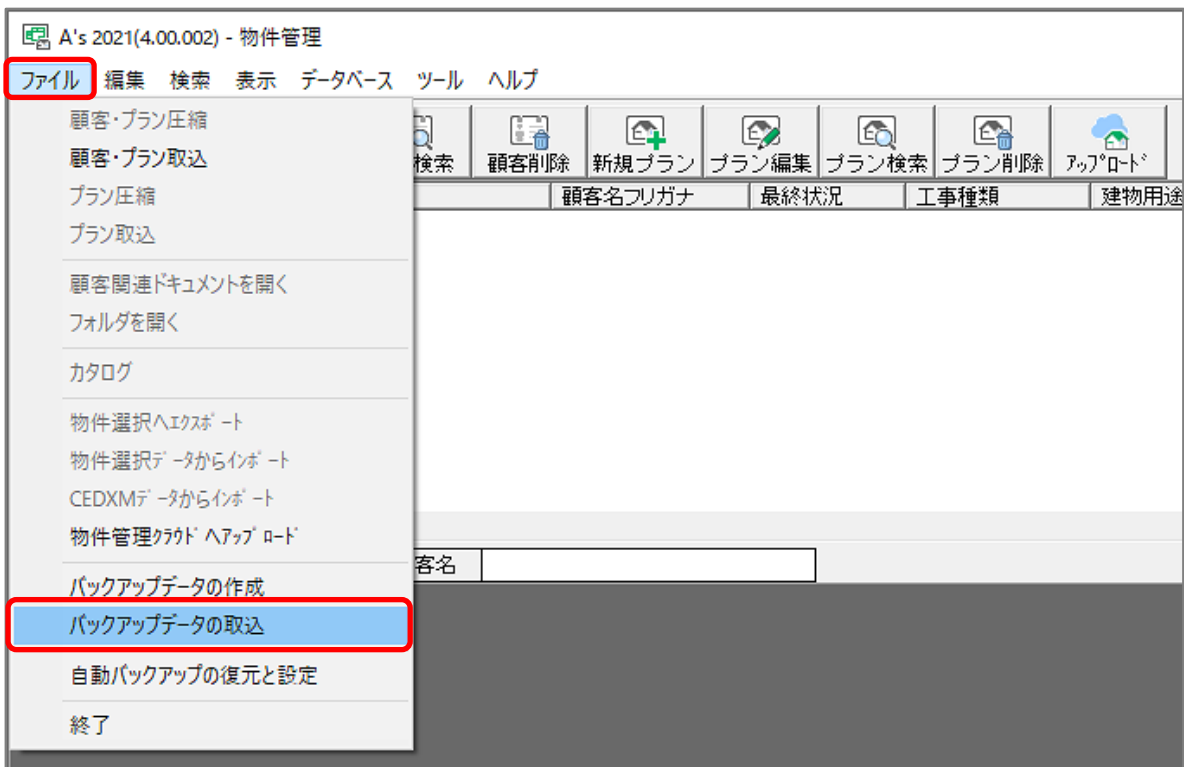 A's 2021(4.00.002) - 物件管理
ファイル 編集 検索 表示 データベース ツール ヘルプ
検索 顧客削除 新規プラン プラン編集 プラン検索 プラン削除 アップロード
顧客名フリガナ 最終状況 工事種類 建物用途
顧客・プラン圧縮
顧客・プラン取込
プラン圧縮
プラン取込
顧客関連ドキュメントを開く
フォルダを開く
カタログ
物件選択へエクスポート
物件選択データからインポート
CEDXMデータからインポート
物件管理クラウドへアップロード
客名
バックアップデータの作成
バックアップデータの取込
自動バックアップの復元と設定
終了